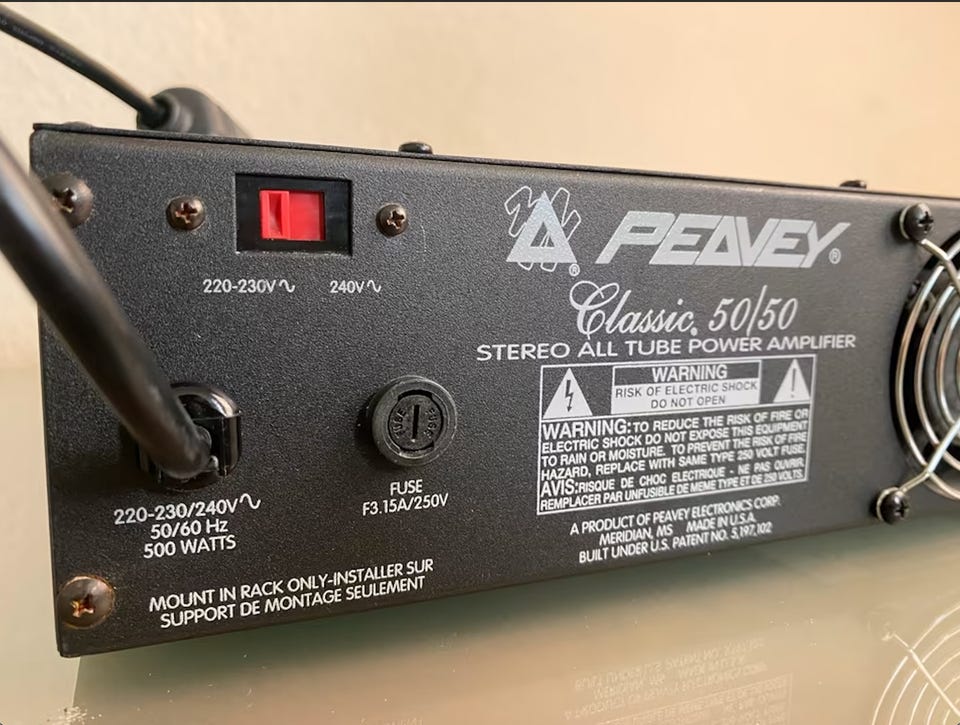 220-230V∿ 240V∿
PEAVEY®
®
Classic® 50/50
STEREO ALL TUBE POWER AMPLIFIER
WARNING
RISK OF ELECTRIC SHOCK
DO NOT OPEN
WARNING: TO REDUCE THE RISK OF FIRE OR
ELECTRIC SHOCK DO NOT EXPOSE THIS EQUIPMENT
TO RAIN OR MOISTURE. TO PREVENT THE RISK OF FIRE
HAZARD, REPLACE WITH SAME TYPE 250 VOLT FUSE.
AVIS: RISQUE DE CHOC ELECTRIQUE - NE PAS OUVRIR.
REMPLACER PAR UNFUSIBLE DE MEME TYPE ET DE 250 VOLTS.
A PRODUCT OF PEAVEY ELECTRONICS CORP.
MERIDIAN, MS MADE IN U.S.A.
BUILT UNDER U.S. PATENT NO. 5,197,102
FUSE
FUSE
F3.15A/250V
220-230/240V∿
50/60 Hz
500 WATTS
MOUNT IN RACK ONLY-INSTALLER SUR
SUPPORT DE MONTAGE SEULEMENT